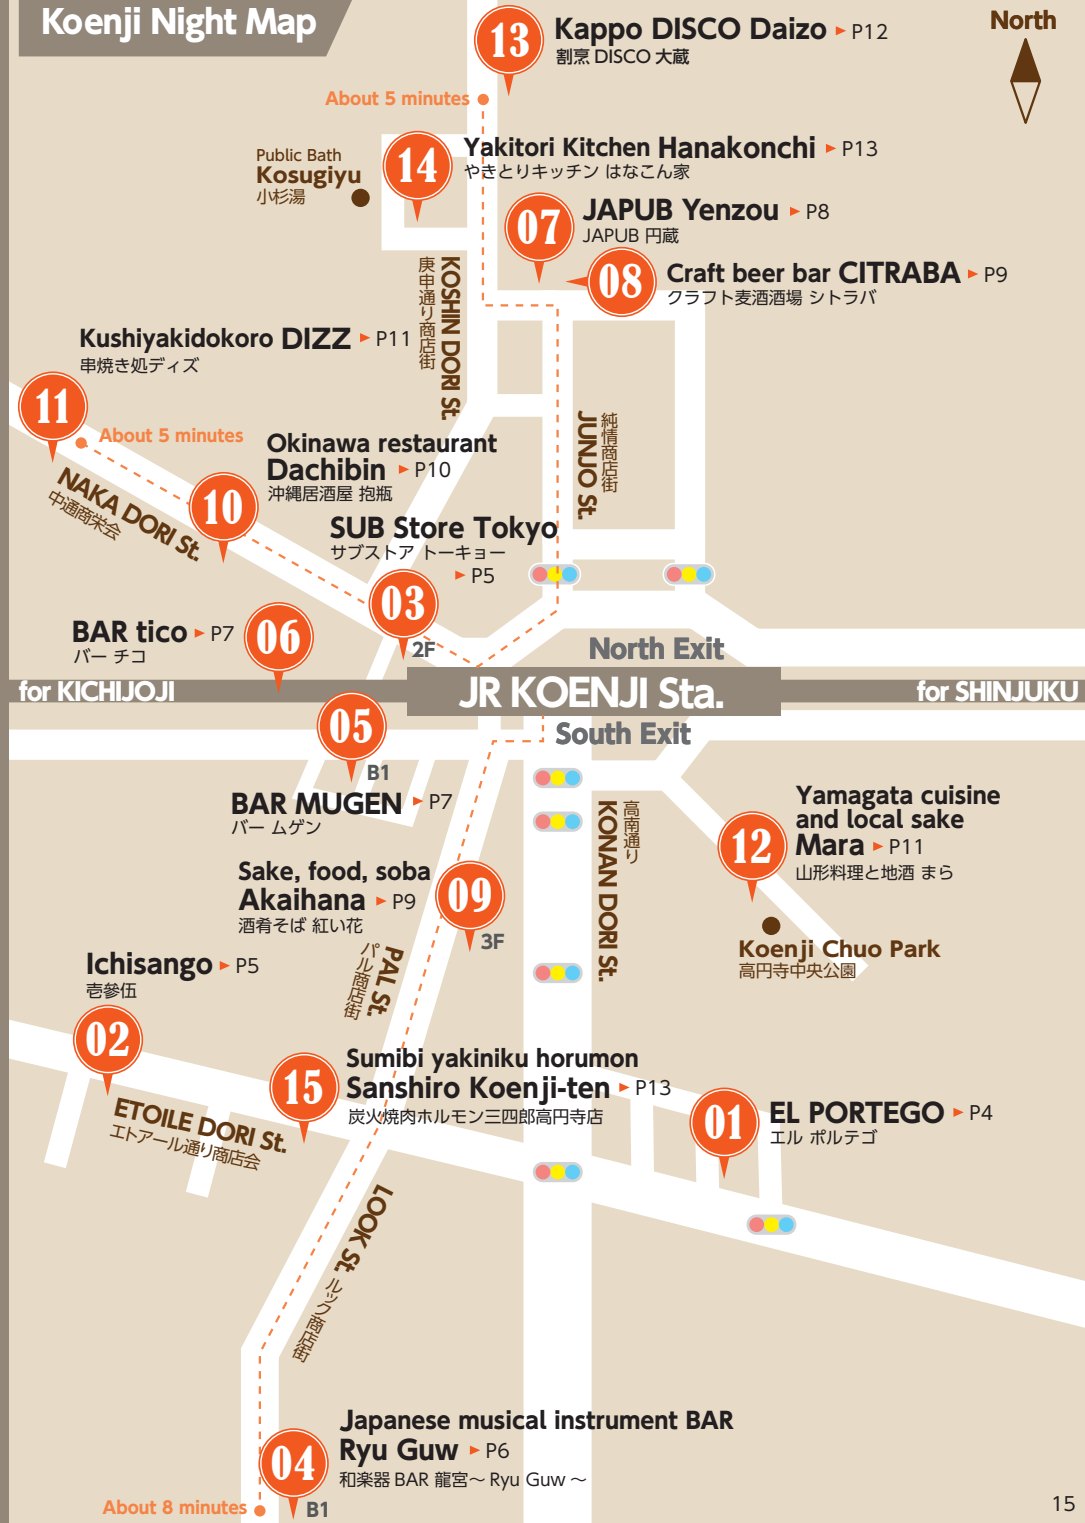 Koenji Night Map
North
13
Kappo DISCO Daizo ► P12
割烹 DISCO 大蔵
About 5 minutes
14
Yakitori Kitchen Hanakonchi ► P13
やきとりキッチン はなこん家
Public Bath
Kosugiyu
小杉湯
07
JAPUB Yenzou ► P8
JAPUB 円蔵
08
Craft beer bar CITRABA ► P9
クラフト麦酒酒場 シトラバ
KOSHIN DORI St.
庚申通り商店街
Kushiyakidokoro DIZZ ► P11
串焼き処ディズ
11
About 5 minutes
NAKA DORI St.
中通商栄会
10
Okinawa restaurant
Dachibin ► P10
沖縄居酒屋 抱瓶
JUNJO St.
純情商店街
SUB Store Tokyo
サブストア トーキョー
► P5
03
2F
BAR tico ► P7
バー チコ
06
North Exit
for KICHIJOJI
JR KOENJI Sta.
for SHINJUKU
South Exit
05
B1
BAR MUGEN ► P7
バー ムゲン
KONAN DORI St.
高南通り
Yamagata cuisine
and local sake
Mara ► P11
山形料理と地酒 まら
12
Sake, food, soba
Akaihana ► P9
酒肴そば 紅い花
09
3F
Koenji Chuo Park
高円寺中央公園
PAL St.
パル商店街
Ichisango ► P5
壱參伍
02
15
Sumibi yakiniku horumon
Sanshiro Koenji-ten ► P13
炭火焼肉ホルモン三四郎高円寺店
ETOILE DORI St.
エトアール通り商店会
01
EL PORTEGO ► P4
エル ポルテゴ
LOOK St.
ルック商店街
Japanese musical instrument BAR
Ryu Guw ► P6
和楽器 BAR 龍宮～ Ryu Guw ～
04
B1
About 8 minutes
15